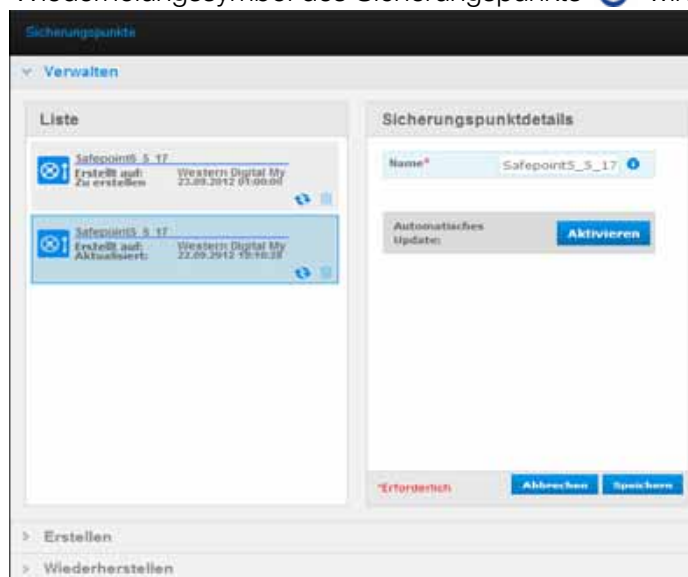 Wiederholungssymbol des Sicherungspunkts
Sicherungspunkte
Verwalten
Liste
Safepoint6_5_17
Erstellt auf: Western Digital My
Zu erstellen 23.09.2012 01:00:00
Safepoint5_5_17
Erstellt auf: Western Digital My
Aktualisiert: 22.09.2012
Sicherungspunktdetails
Name* Safepoint5_5_17
Automatisches
Update: Aktivieren
*Erforderlich Abbrechen Speichern
Erstellen
Wiederherstellen